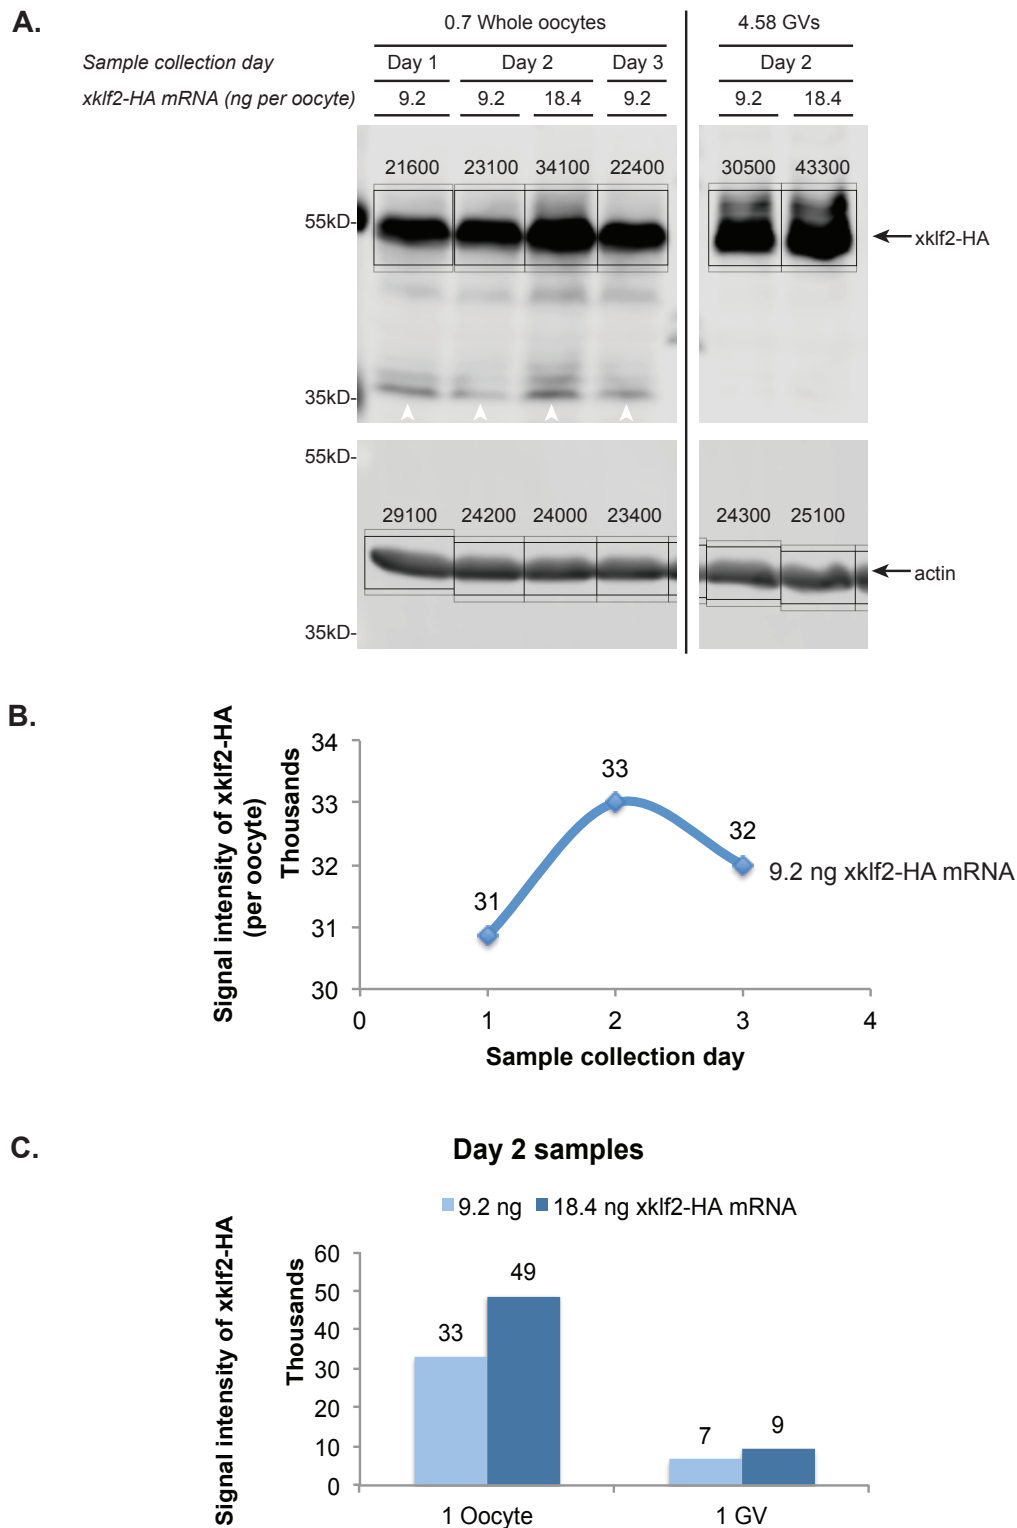 A.
0.7 Whole oocytes
4.58 GVs
Sample collection day
Day 1
Day 2
Day 3
Day 2
xklf2-HA mRNA (ng per oocyte)
9.2
9.2
18.4
9.2
9.2
18.4
21600
23100
34100
22400
30500
43300
55kD-
xklf2-HA
35kD-
55kD-
29100
24200
24000
23400
24300
25100
actin
35kD-
B.
Signal intensity of xklf2-HA
(per oocyte)
Thousands
34
33
32
31
30
31
33
32
9.2 ng xklf2-HA mRNA
0
1
2
3
4
Sample collection day
C.
Day 2 samples
9.2 ng
18.4 ng xklf2-HA mRNA
Signal intensity of xklf2-HA
Thousands
60
50
40
30
20
10
0
33
49
7
9
1 Oocyte
1 GV